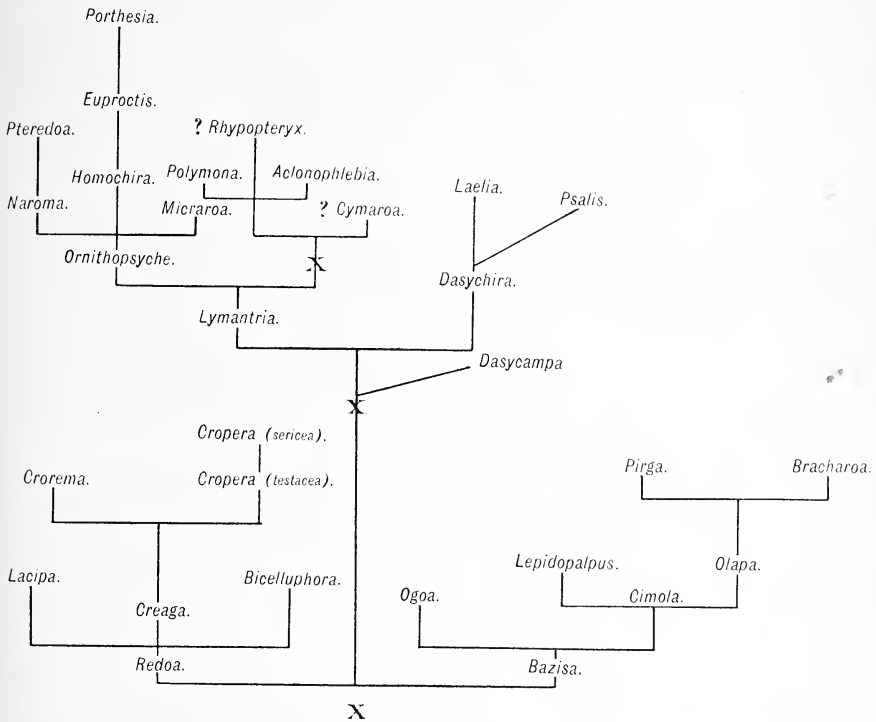 Porthesia.
Euproctis.
Pteredoa.
? Rhypopteryx.
Homochira.
Polymona.
Aclonophlebia.
Laelia.
Psalis.
Naroma.
Micraroa.
? Cymaroa.
Ornithopsyche.
X
Dasychira.
Lymantria.
Dasycampa
X
Cropera (sericea).
Pirga.
Bracharoa.
Crorema.
Cropera (testacea).
Lepidopalpus.
Olapa.
Lacipa.
Bicelluphora.
Ogoa.
Cimola.
Creaga.
Redoa.
Bazisa.
X